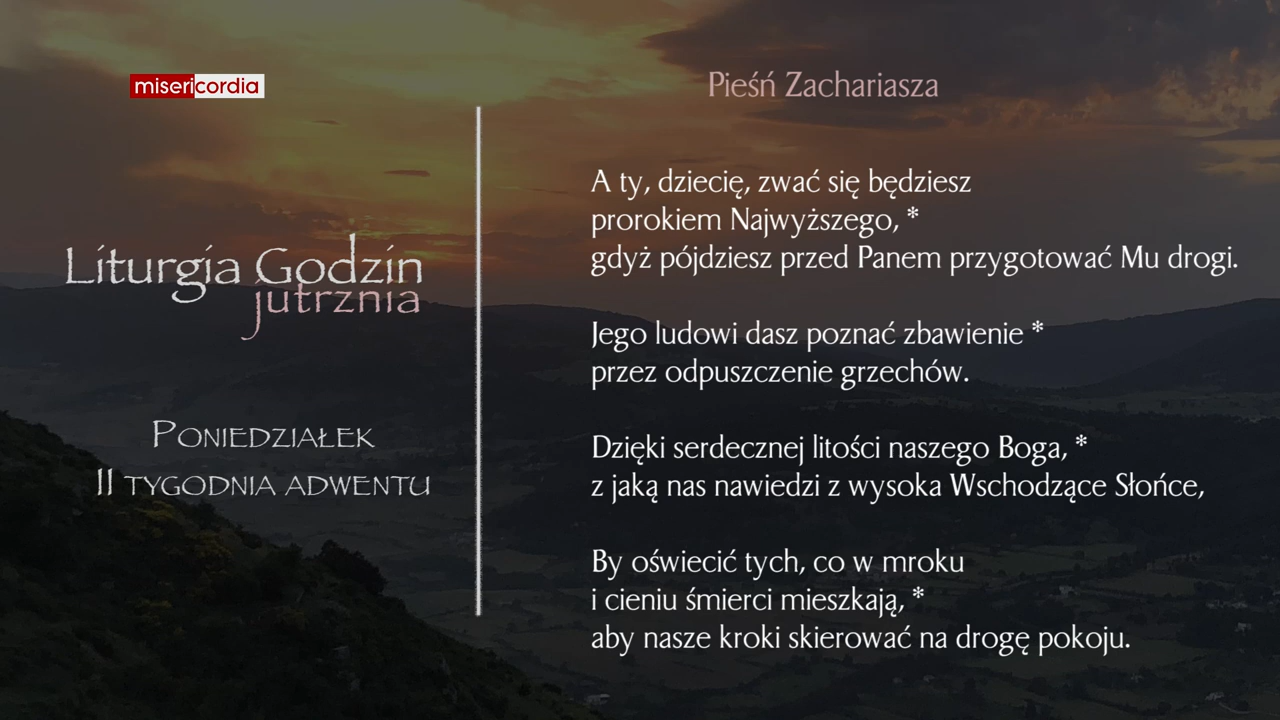 misericordia
Liturgia Godzin
jutrznia
Poniedziałek
II tygodnia adwentu
Pieśń Zachariasza
A ty, dziecię, zwać się będziesz
prorokiem Najwyższego, *
gdyż pójdziesz przed Panem przygotować Mu drogi.
Jego ludowi dasz poznać zbawienie *
przez odpuszczenie grzechów.
Dzięki serdecznej litości naszego Boga, *
z jaką nas nawiedzi z wysoka Wschodzące Słońce,
By oświecić tych, co w mroku
i cieniu śmierci mieszkają, *
aby nasze kroki skierować na drogę pokoju.